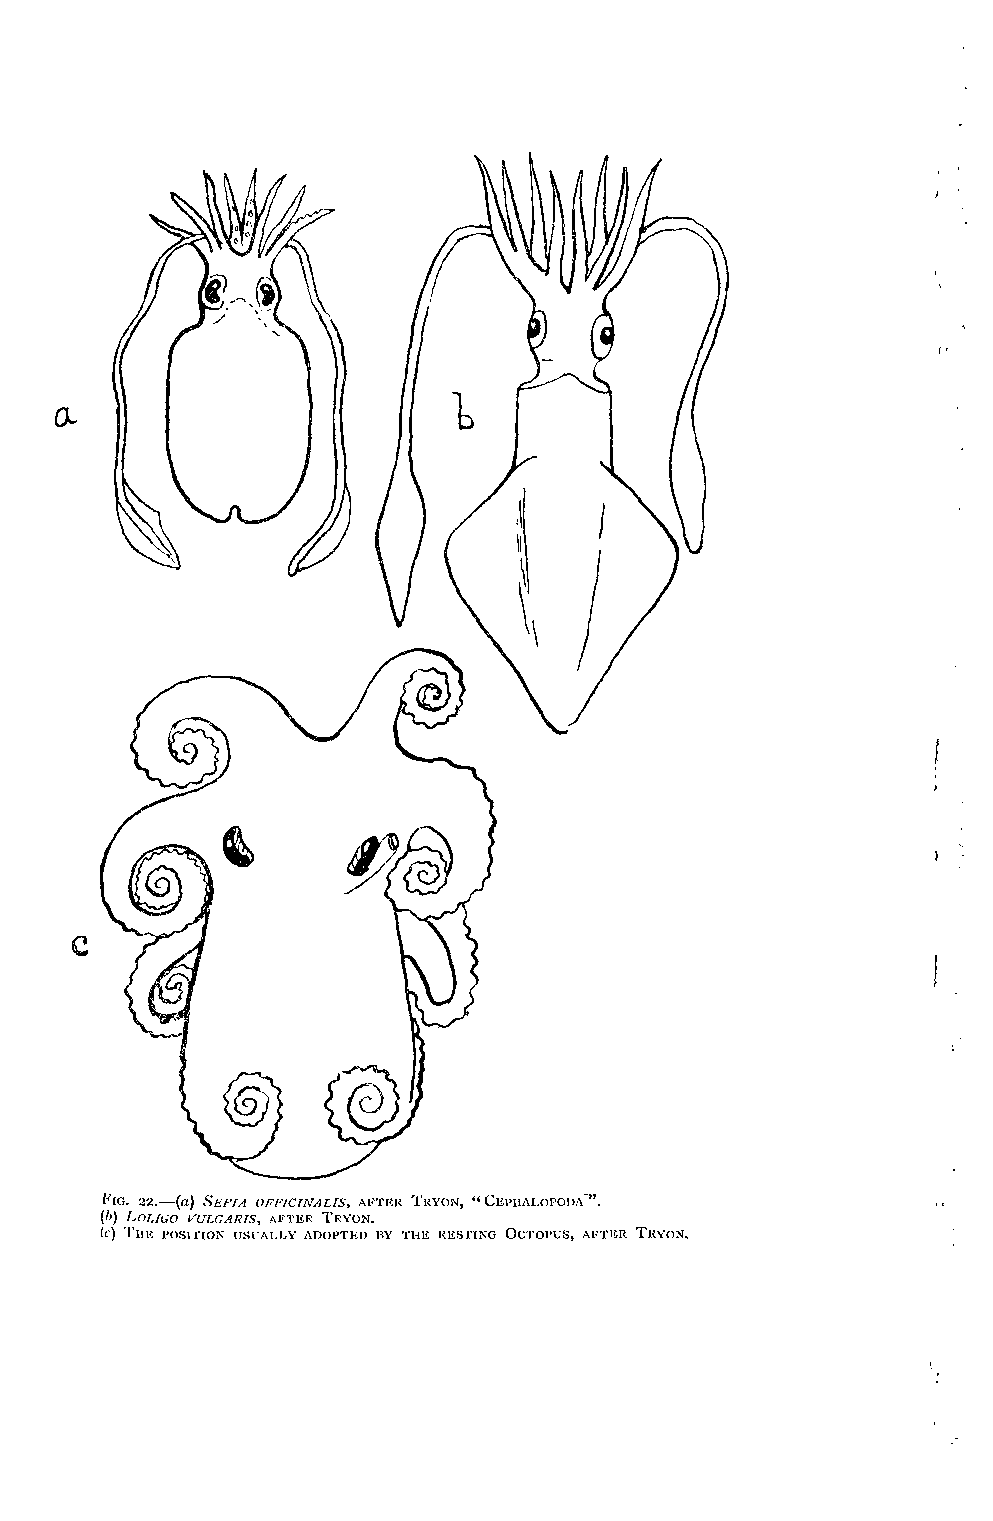 a
b
c
Fig. 22.—(a) Sepia officinalis, after Tryon, "Cephalopoda".
(b) Loligo vulgaris, after Tryon.
(c) The position usually adopted by the resting Octopus, after Tryon.